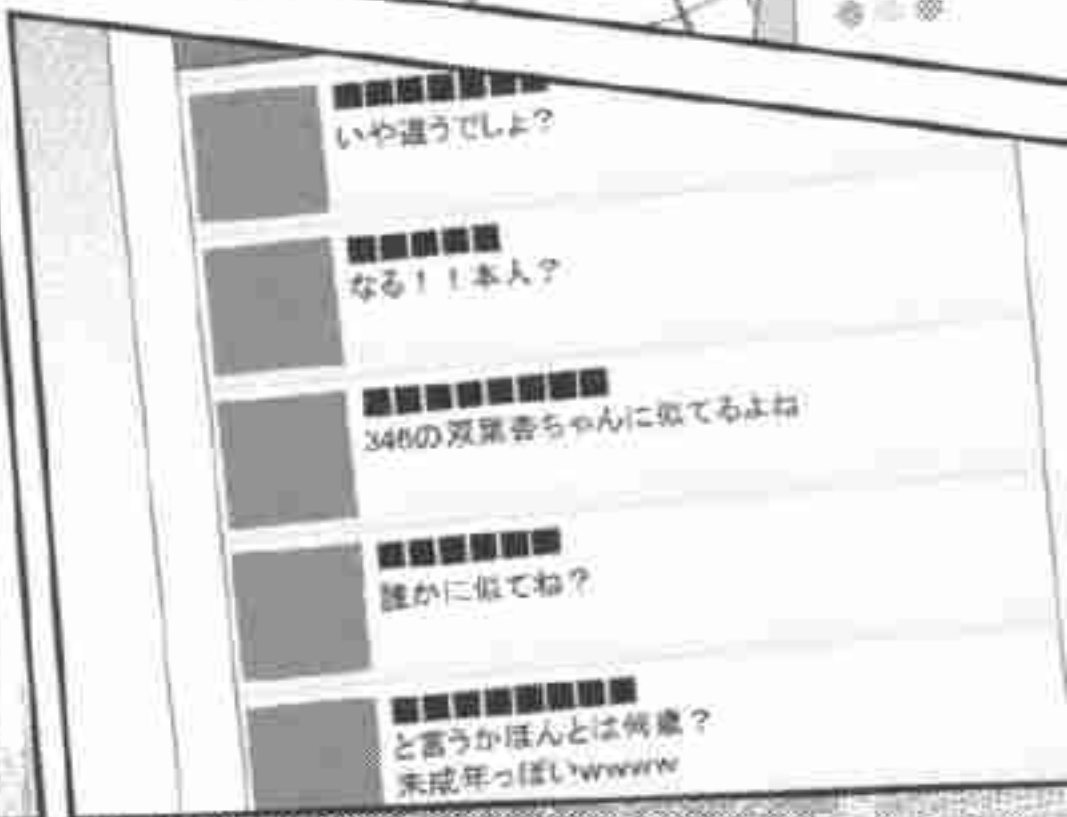 いや違うでしょ?
なる!!本人?
346の双葉杏ちゃんに似てるよね
誰かに似てね?
と言うかほんとは何歳?
未成年っぽいwwwww